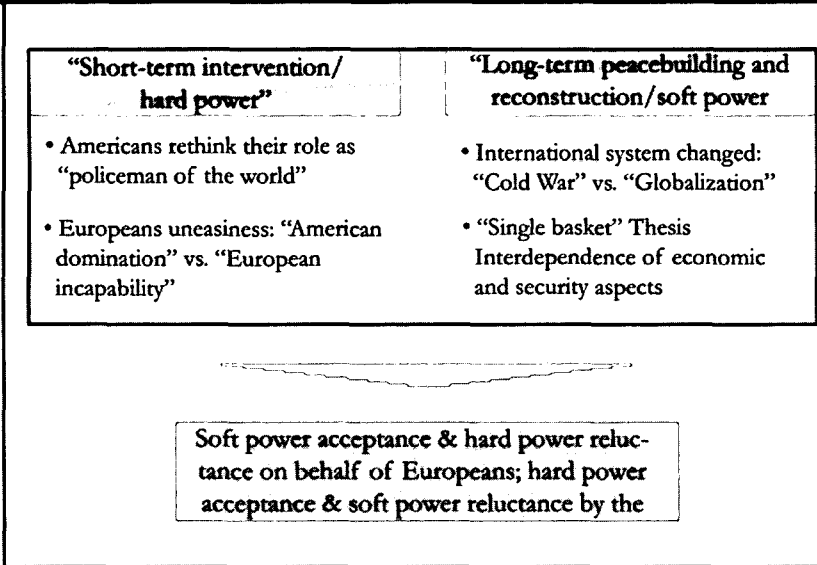 “Short-term intervention/
hard power”
• Americans rethink their role as
“policeman of the world”
• Europeans uneasiness: “American
domination” vs. “European
incapability”
“Long-term peacebuilding and
reconstruction/soft power
• International system changed:
“Cold War” vs. “Globalization”
• “Single basket” Thesis
Interdependence of economic
and security aspects
Soft power acceptance & hard power reluc-
tance on behalf of Europeans; hard power
acceptance & soft power reluctance by the